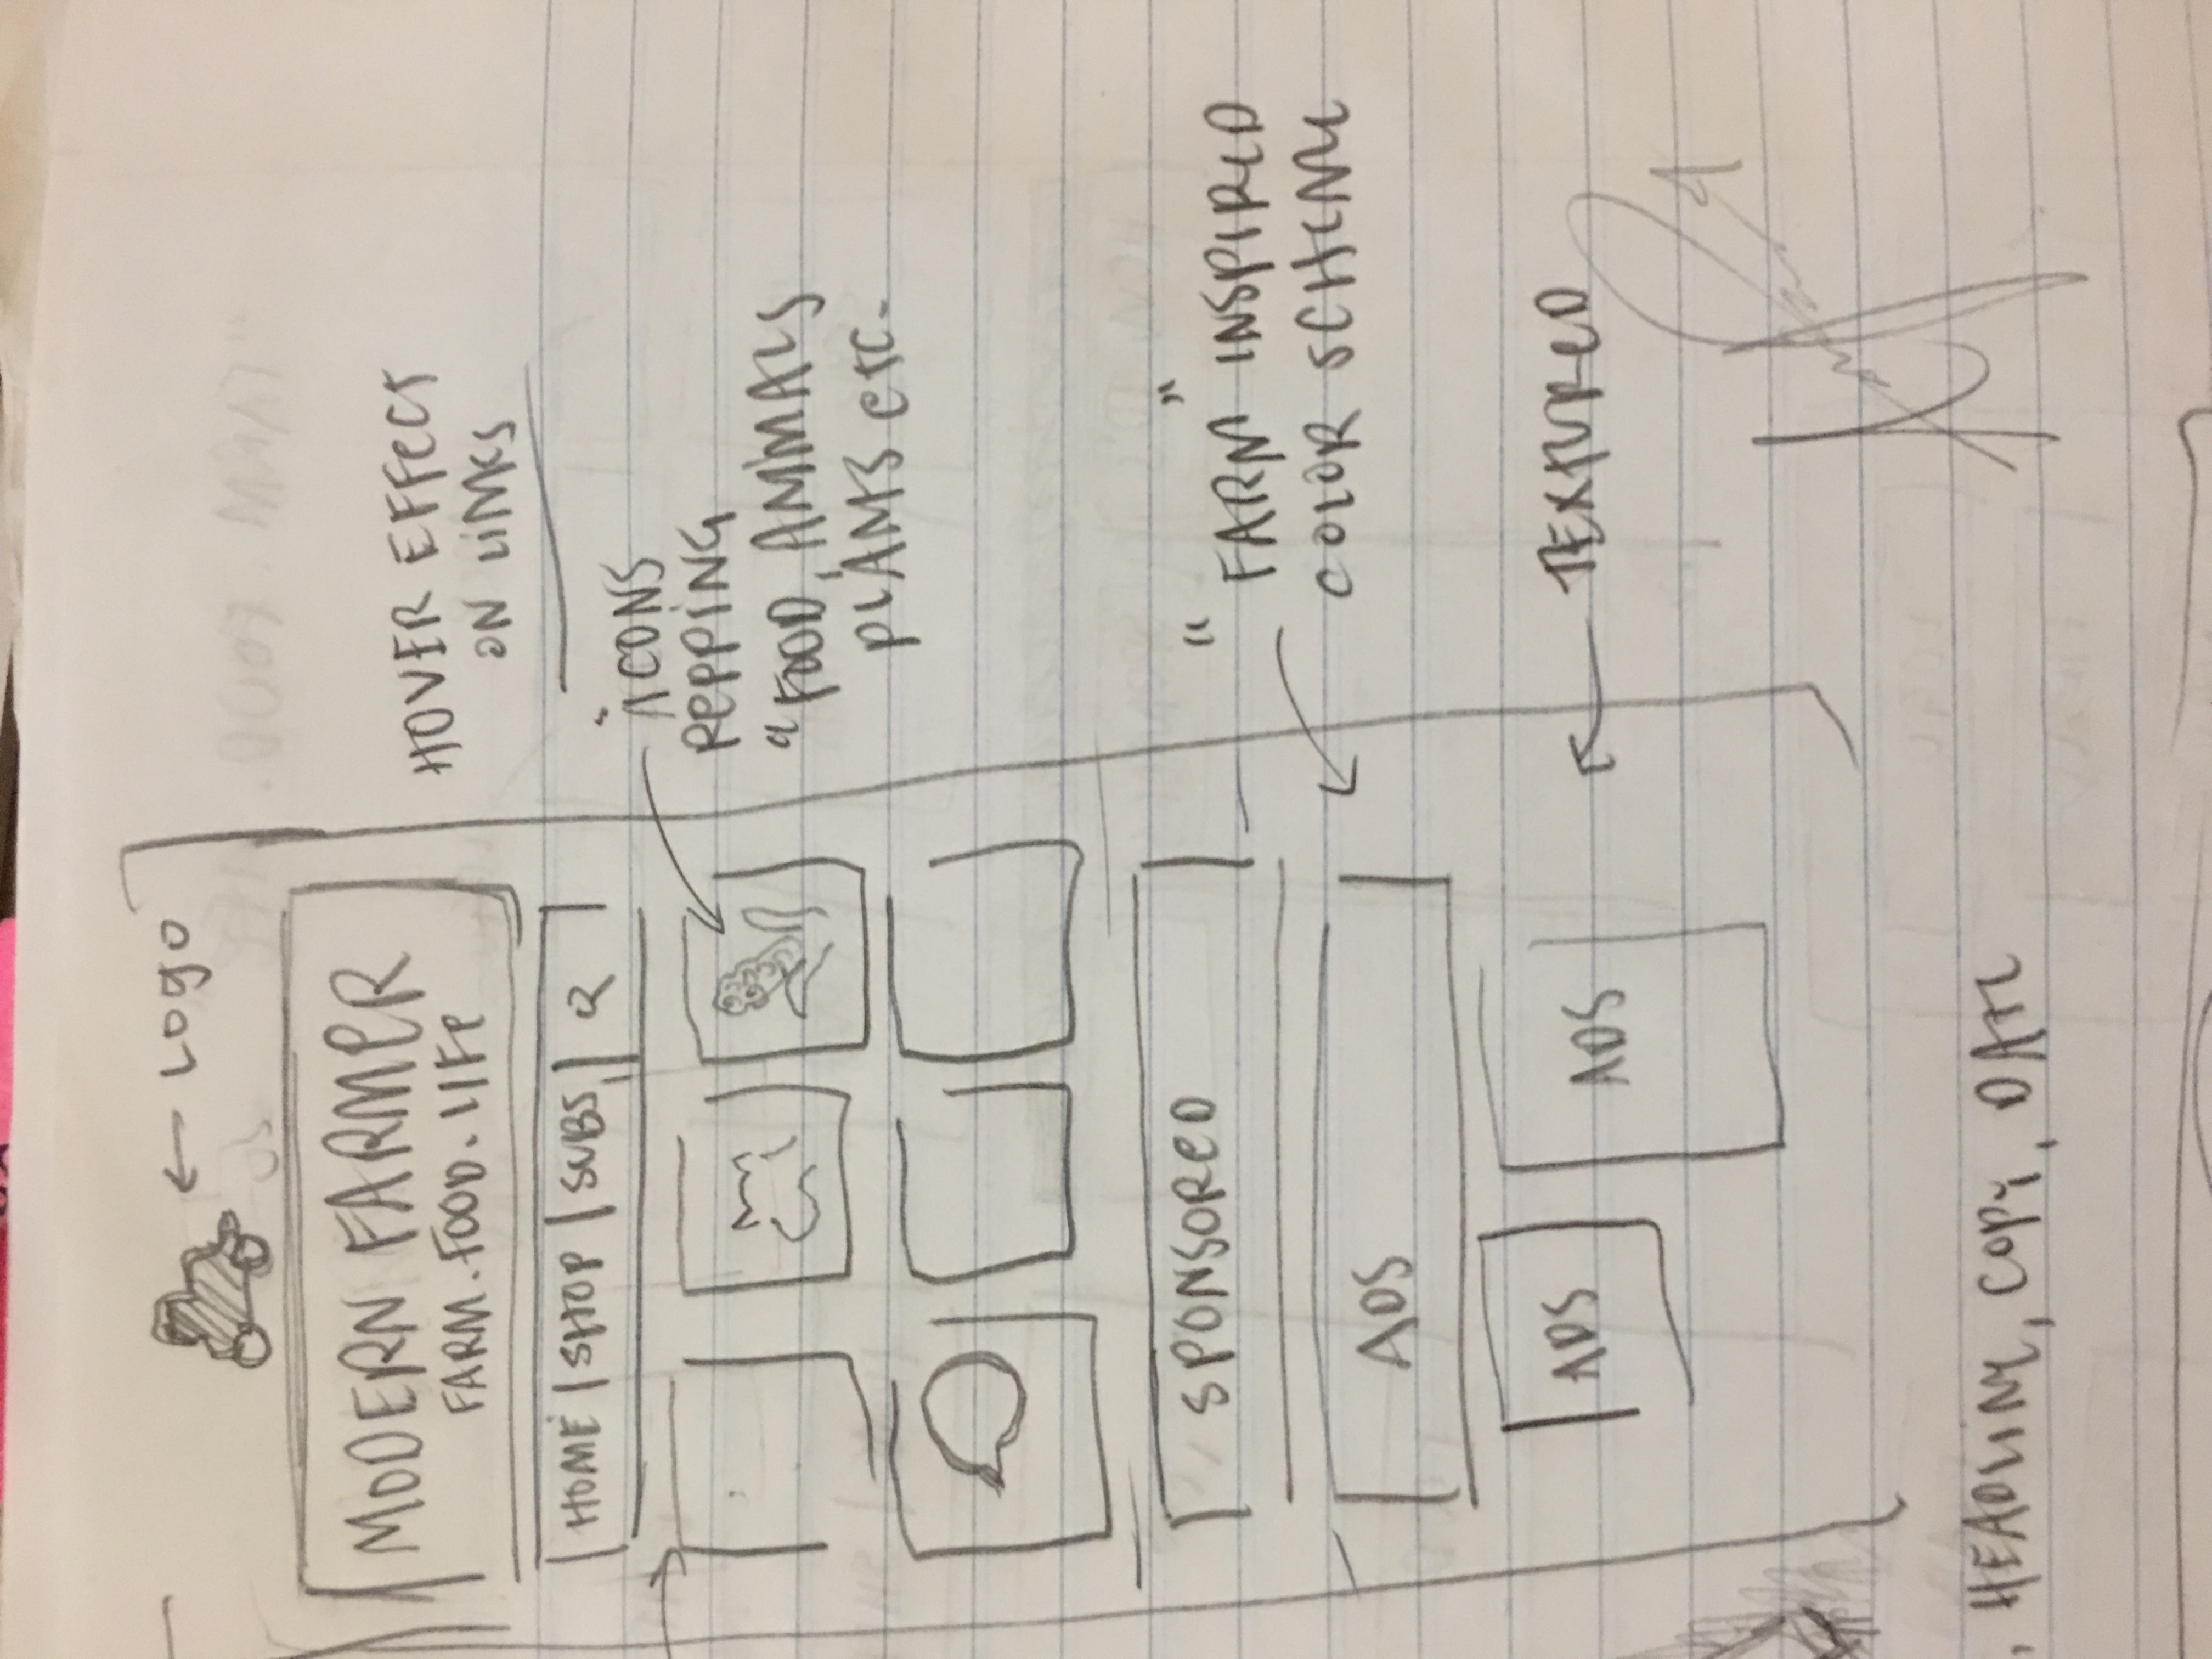 ← Logo
MODERN FARMER
FARM. FOOD. LIFE
HOME | SHOP | SUBS, | Q
SPONSORED
ADS
ADS
ADS
HOVER EFFECT
ON LINKS
ICONS
REPPING
"FOOD, ANIMALS
PLANTS ETC.
"FARM" INSPIRED
COLOR SCHEME
← TEXTURED
, HEADLINE, COPY, DATE